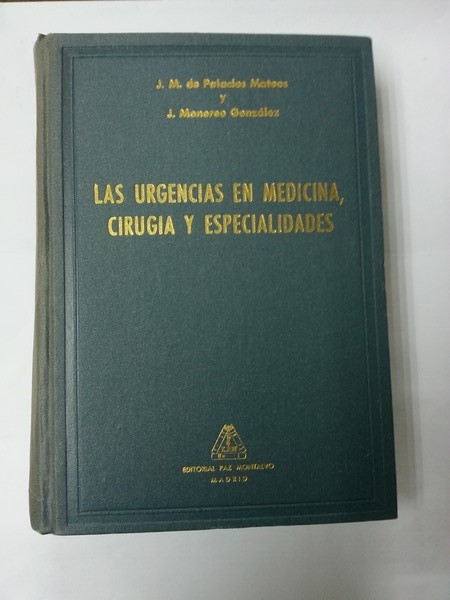 J. M. de Palacios Mateos
y
J. Monereo González
LAS URGENCIAS EN MEDICINA,
CIRUGIA Y ESPECIALIDADES
EDITORIAL PAZ MONTALVO
MADRID